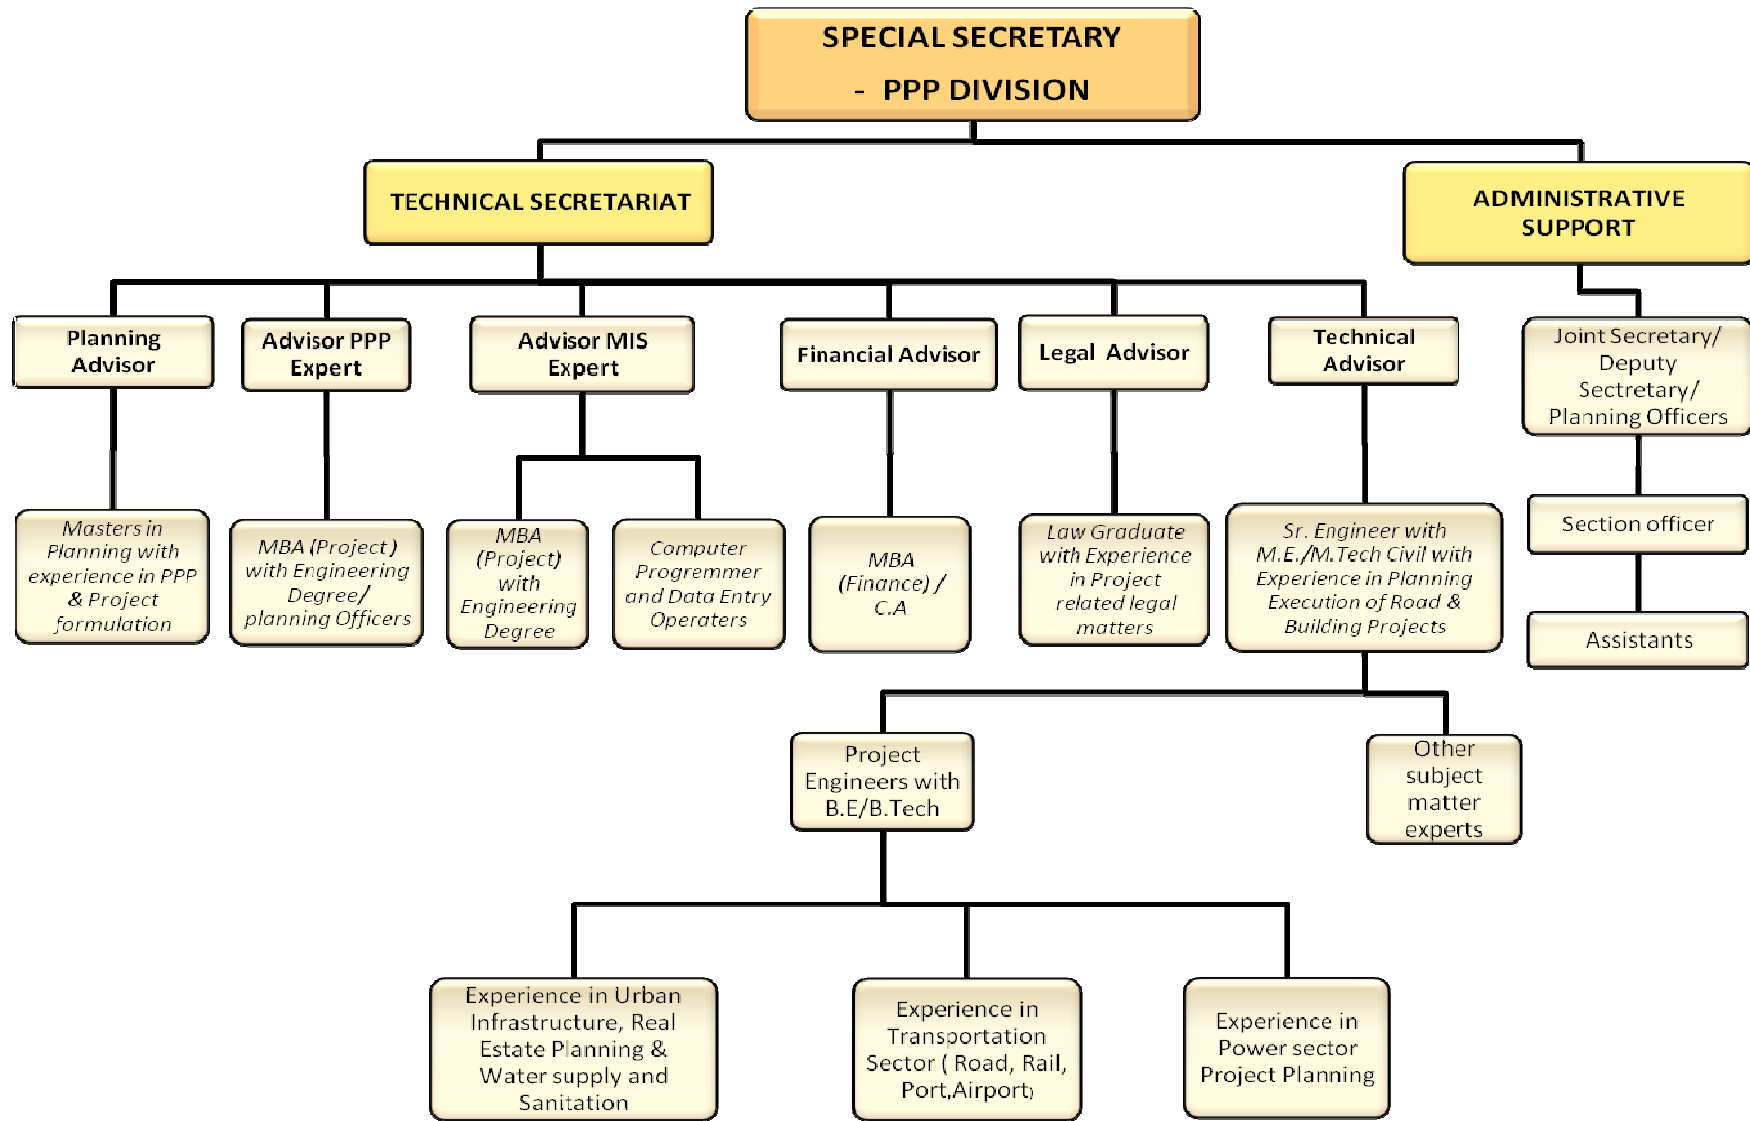 SPECIAL SECRETARY
- PPP DIVISION
TECHNICAL SECRETARIAT
ADMINISTRATIVE
SUPPORT
Planning
Advisor
Advisor PPP
Expert
Advisor MIS
Expert
Financial Advisor
Legal Advisor
Technical
Advisor
Joint Secretary/
Deputy
Sectretary/
Planning Officers
Masters in
Planning with
experience in PPP
& Project
formulation
MBA (Project )
with Engineering
Degree/
planning Officers
MBA
(Project)
with
Engineering
Degree
Computer
Progremmer
and Data Entry
Operaters
MBA
(Finance) /
C.A
Law Graduate
with Experience
in Project
related legal
matters
Sr. Engineer with
M.E./M.Tech Civil with
Experience in Planning
Execution of Road &
Building Projects
Section officer
Assistants
Project
Engineers with
B.E/B.Tech
Other
subject
matter
experts
Experience in Urban
Infrastructure, Real
Estate Planning &
Water supply and
Sanitation
Experience in
Transportation
Sector ( Road, Rail,
Port,Airport)
Experience in
Power sector
Project Planning